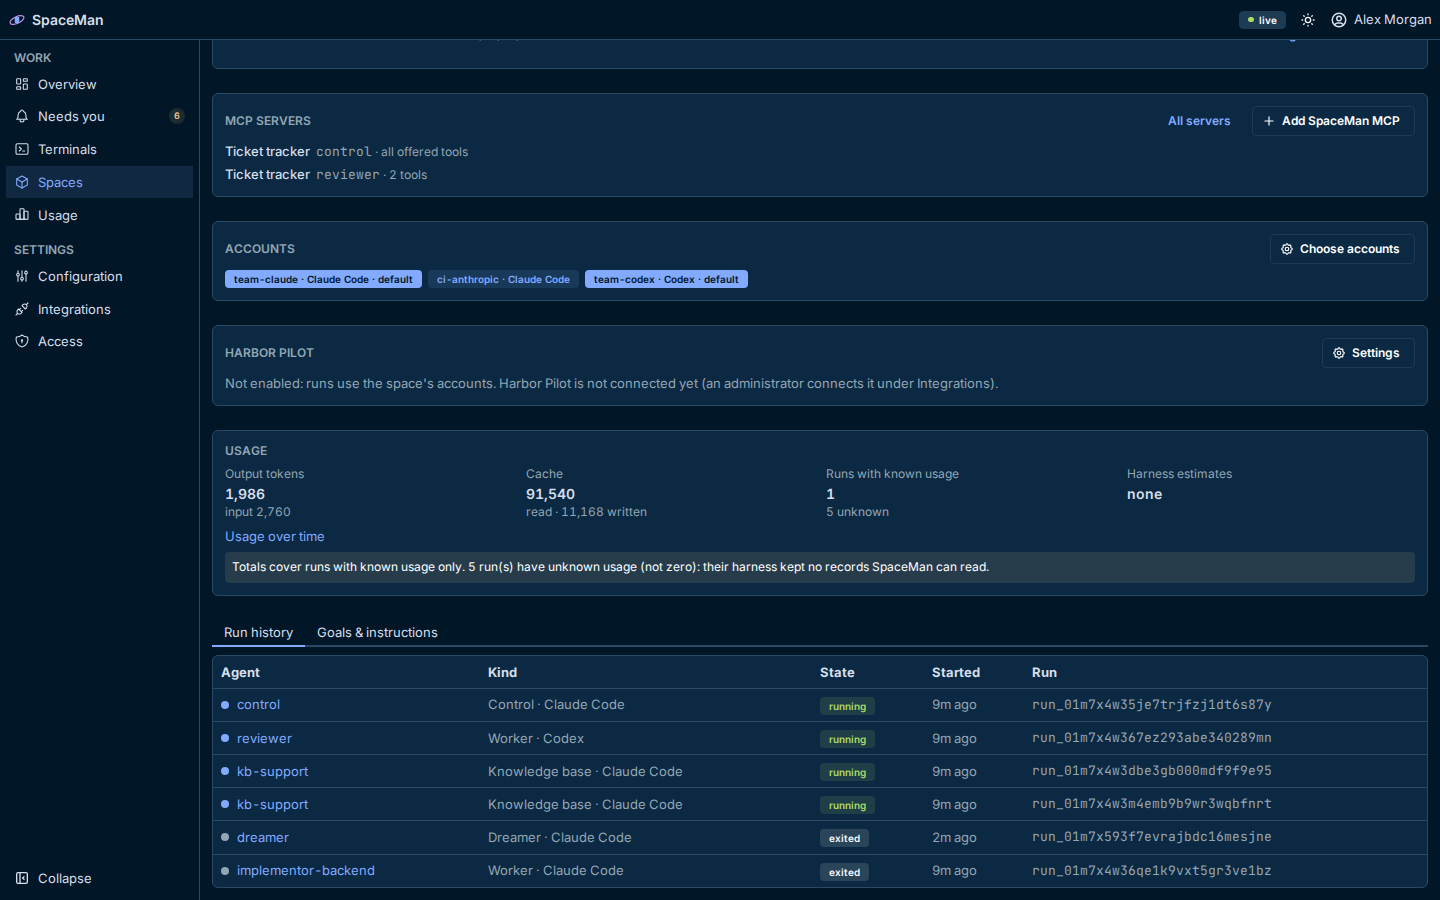 SpaceMan
live
Alex Morgan
WORK
Overview
Needs you 6
Terminals
Spaces
Usage
SETTINGS
Configuration
Integrations
Access
Collapse
MCP SERVERS
All servers
Add SpaceMan MCP
Ticket tracker control · all offered tools
Ticket tracker reviewer · 2 tools
ACCOUNTS
Choose accounts
team-claude · Claude Code · default
ci-anthropic · Claude Code
team-codex · Codex · default
HARBOR PILOT
Settings
Not enabled: runs use the space's accounts. Harbor Pilot is not connected yet (an administrator connects it under Integrations).
USAGE
Output tokens
1,986
input 2,760
Cache
91,540
read · 11,168 written
Runs with known usage
1
5 unknown
Harness estimates
none
Usage over time
Totals cover runs with known usage only. 5 run(s) have unknown usage (not zero): their harness kept no records SpaceMan can read.
Run history Goals & instructions
Agent Kind State Started Run
control Control · Claude Code running 9m ago run_01m7x4w35je7trjfzj1dt6s87y
reviewer Worker · Codex running 9m ago run_01m7x4w367ez293abe340289mn
kb-support Knowledge base · Claude Code running 9m ago run_01m7x4w3dbe3gb000mdf9f9e95
kb-support Knowledge base · Claude Code running 9m ago run_01m7x4w3m4emb9b9wr3wqbfnrt
dreamer Dreamer · Claude Code exited 2m ago run_01m7x593f7evrajbdc16mesjne
implementor-backend Worker · Claude Code exited 9m ago run_01m7x4w36qe1k9vxt5gr3ve1bz